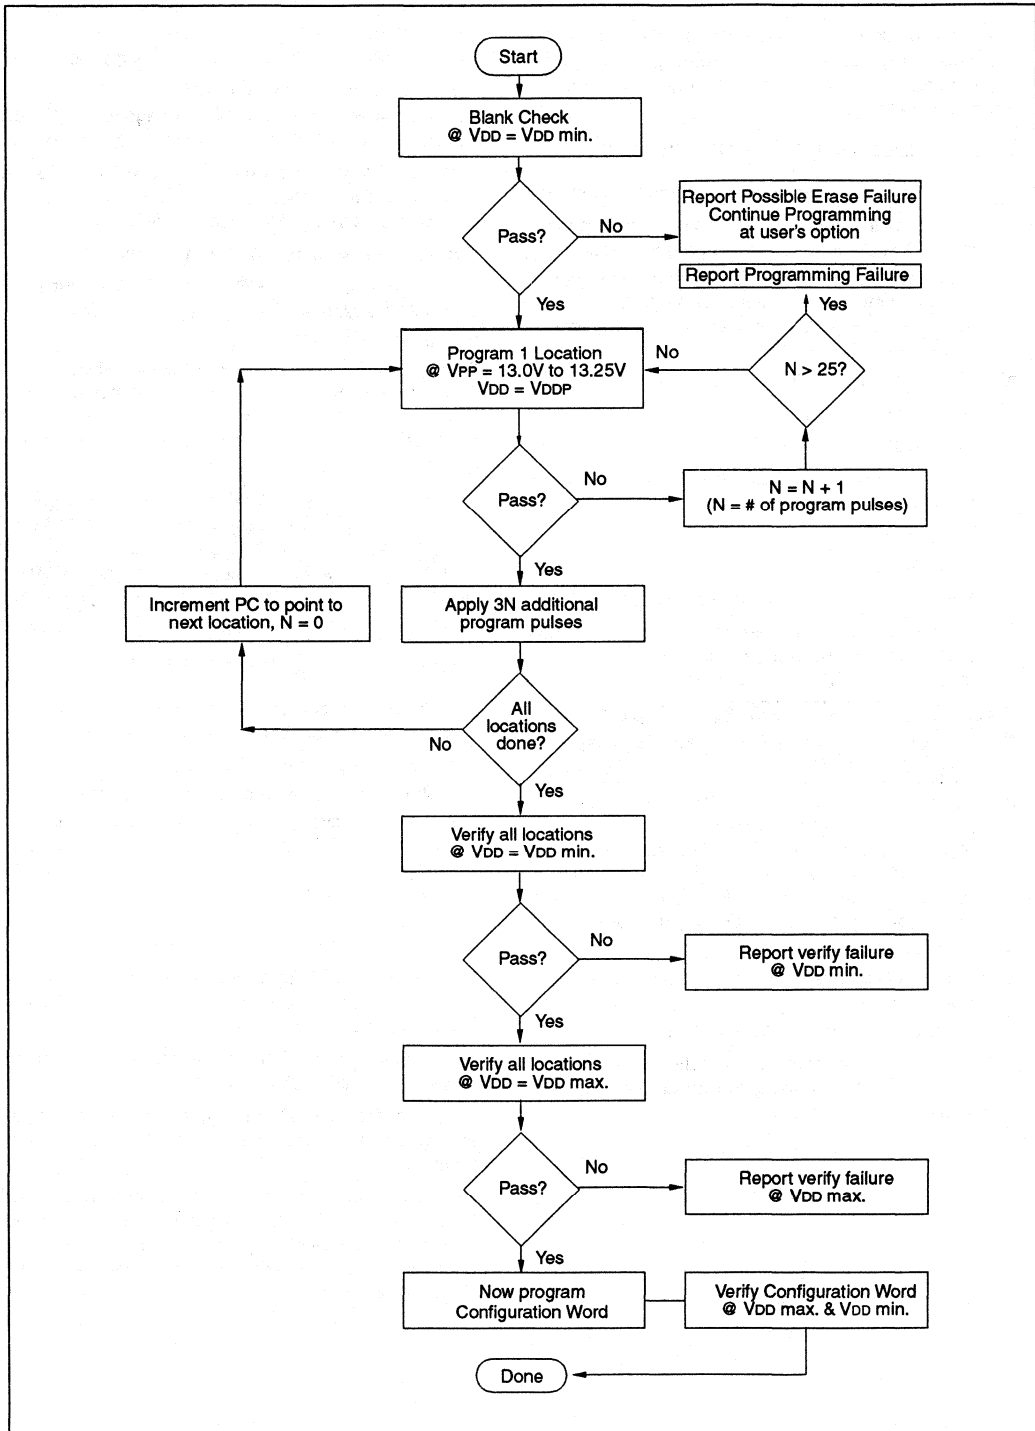 Start
Blank Check
@ VDD = VDD min.
Pass?
No
Report Possible Erase Failure
Continue Programming
at user's option
Yes
Report Programming Failure
Yes
N > 25?
No
Program 1 Location
@ VPP = 13.0V to 13.25V
VDD = VDDP
Pass?
No
N = N + 1
(N = # of program pulses)
Yes
Apply 3N additional
program pulses
Increment PC to point to
next location, N = 0
All
locations
done?
No
Yes
Verify all locations
@ VDD = VDD min.
Pass?
No
Report verify failure
@ VDD min.
Yes
Verify all locations
@ VDD = VDD max.
Pass?
No
Report verify failure
@ VDD max.
Yes
Now program
Configuration Word
Verify Configuration Word
@ VDD max. & VDD min.
Done